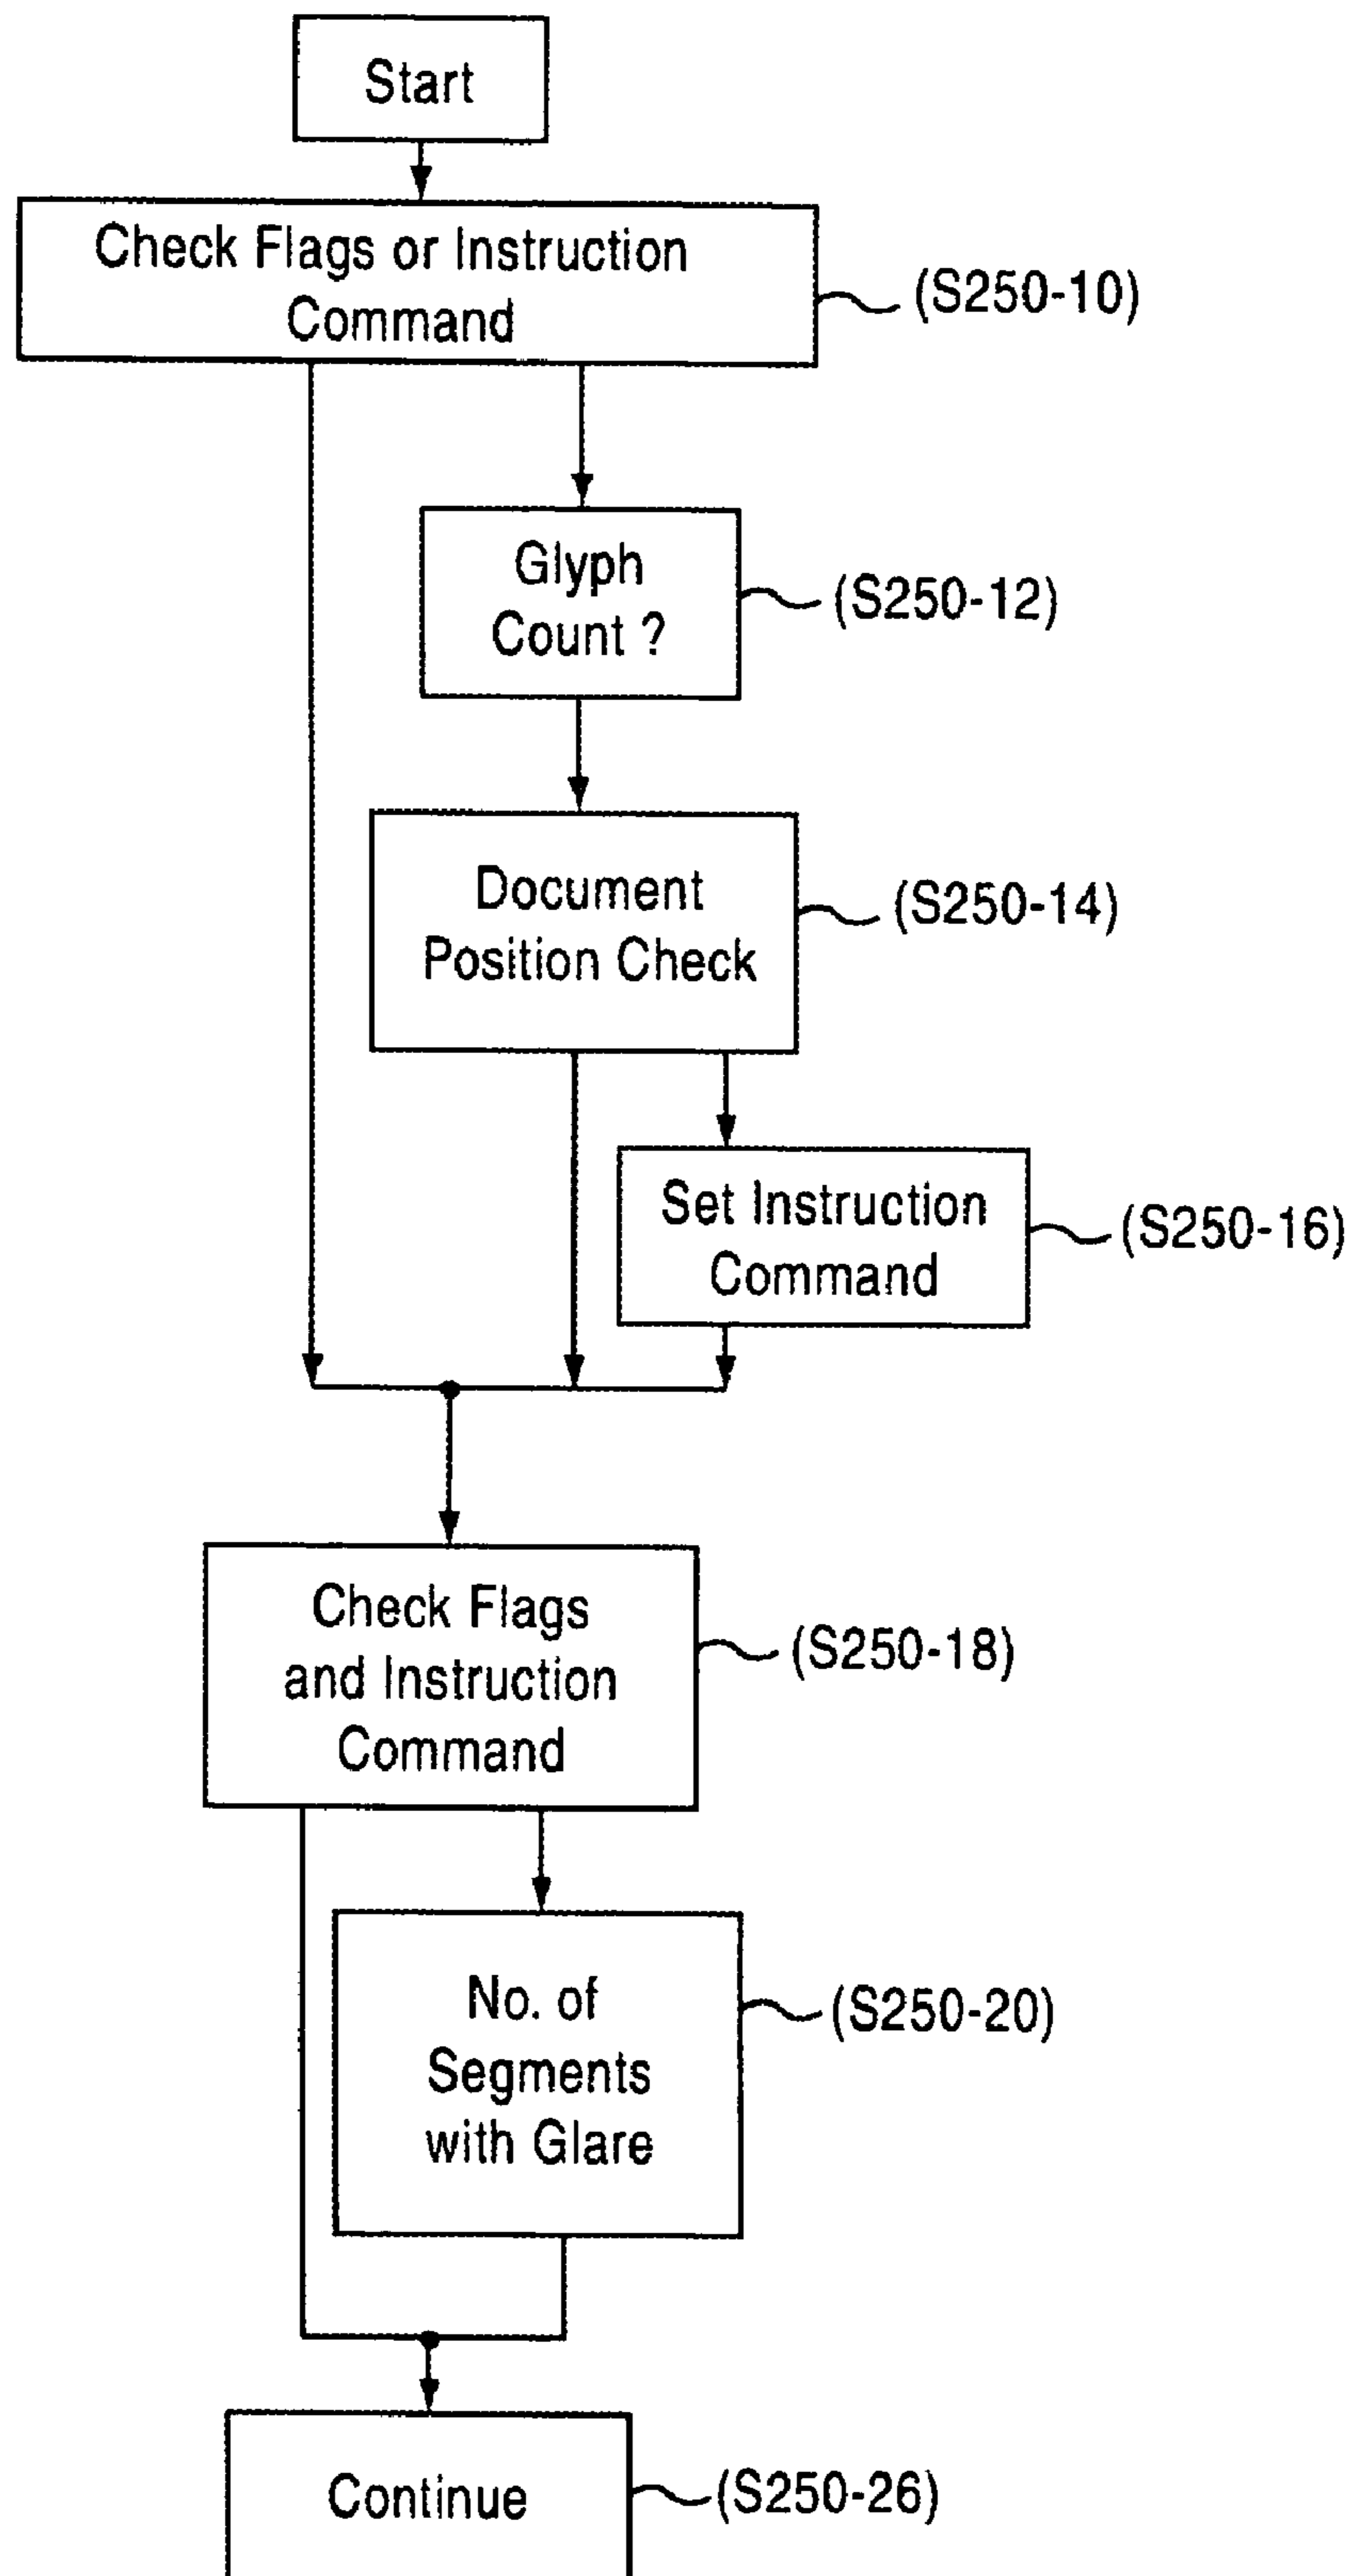 Start
Check Flags or Instruction
Command
(S250-10)
Glyph
Count ?
(S250-12)
Document
Position Check
(S250-14)
Set Instruction
Command
(S250-16)
Check Flags
and Instruction
Command
(S250-18)
No. of
Segments
with Glare
(S250-20)
Continue
(S250-26)